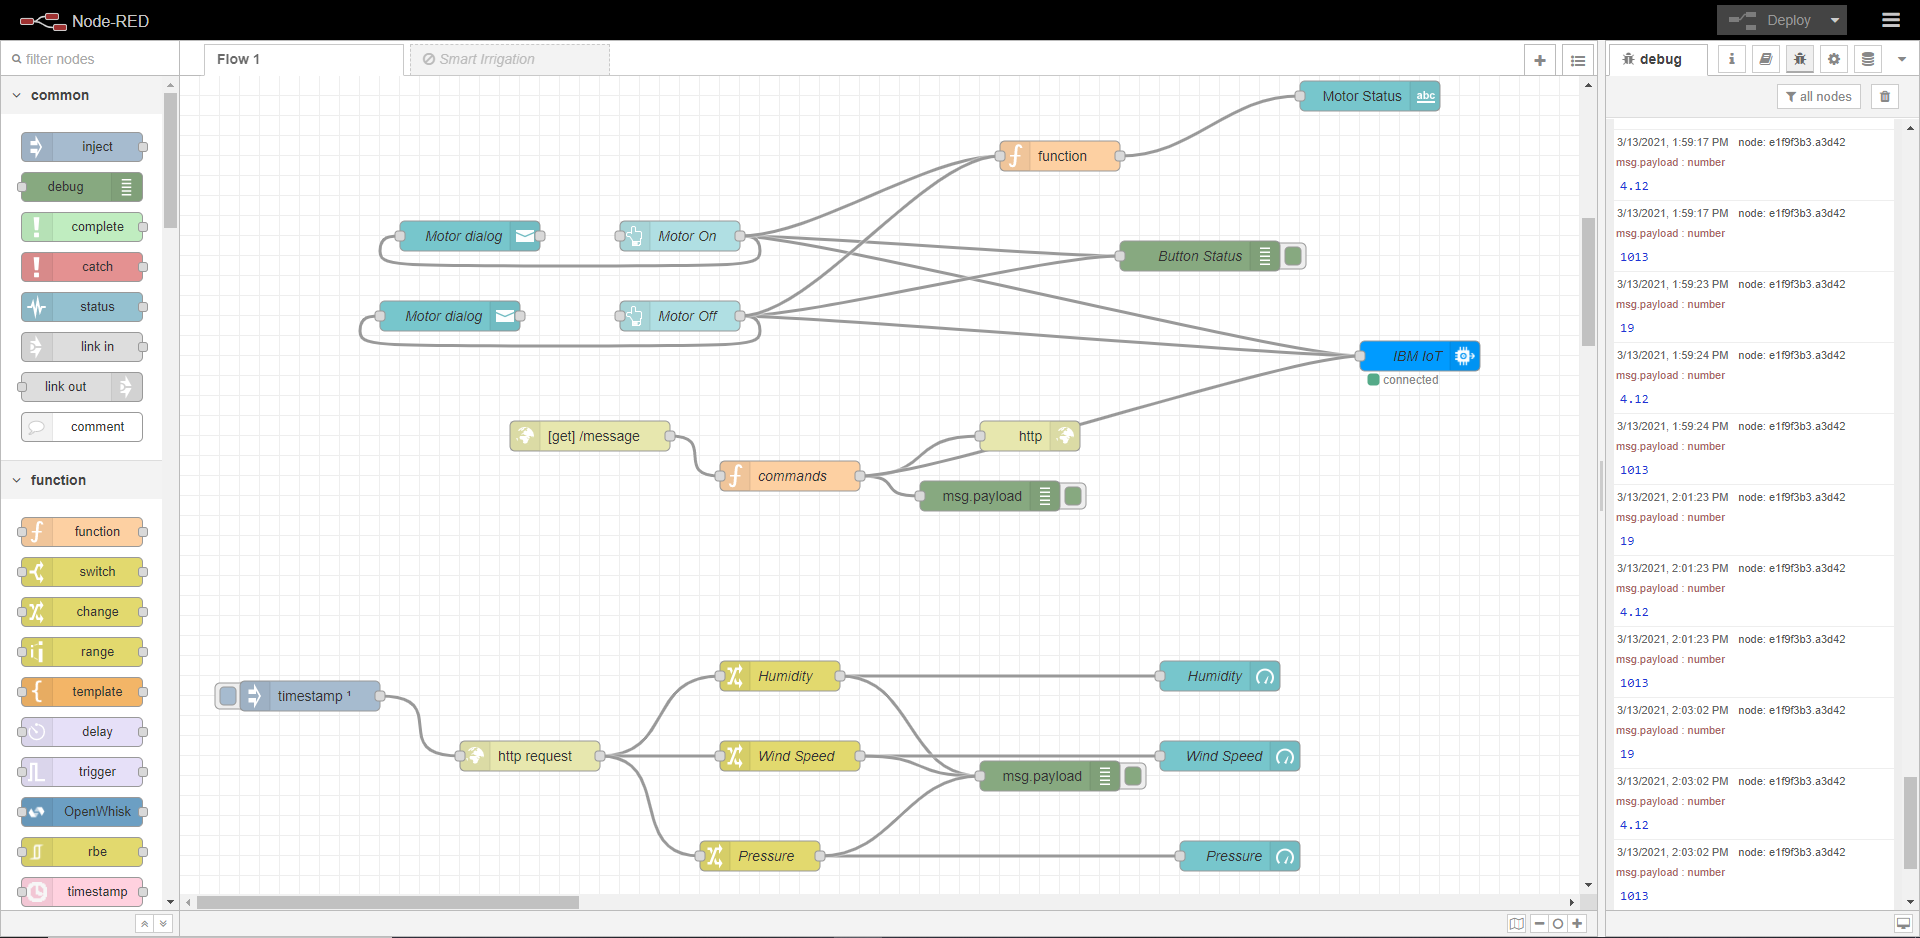 Node-RED
Deploy
filter nodes
common
inject
debug
complete
catch
status
link in
link out
comment
function
function
switch
change
range
template
delay
trigger
OpenWhisk
rbe
timestamp
Flow 1
Smart Irrigation
Motor Status abc
function
Motor dialog
Motor On
Button Status
Motor dialog
Motor Off
IBM IoT
connected
[get] /message
http
commands
msg.payload
Humidity
Humidity
timestamp ¹
http request
Wind Speed
Wind Speed
msg.payload
Pressure
Pressure
debug
i
all nodes
3/13/2021, 1:59:17 PM node: e1f9f3b3.a3d42
msg.payload : number
4.12
3/13/2021, 1:59:17 PM node: e1f9f3b3.a3d42
msg.payload : number
1013
3/13/2021, 1:59:23 PM node: e1f9f3b3.a3d42
msg.payload : number
19
3/13/2021, 1:59:24 PM node: e1f9f3b3.a3d42
msg.payload : number
4.12
3/13/2021, 1:59:24 PM node: e1f9f3b3.a3d42
msg.payload : number
1013
3/13/2021, 2:01:23 PM node: e1f9f3b3.a3d42
msg.payload : number
19
3/13/2021, 2:01:23 PM node: e1f9f3b3.a3d42
msg.payload : number
4.12
3/13/2021, 2:01:23 PM node: e1f9f3b3.a3d42
msg.payload : number
1013
3/13/2021, 2:03:02 PM node: e1f9f3b3.a3d42
msg.payload : number
19
3/13/2021, 2:03:02 PM node: e1f9f3b3.a3d42
msg.payload : number
4.12
3/13/2021, 2:03:02 PM node: e1f9f3b3.a3d42
msg.payload : number
1013